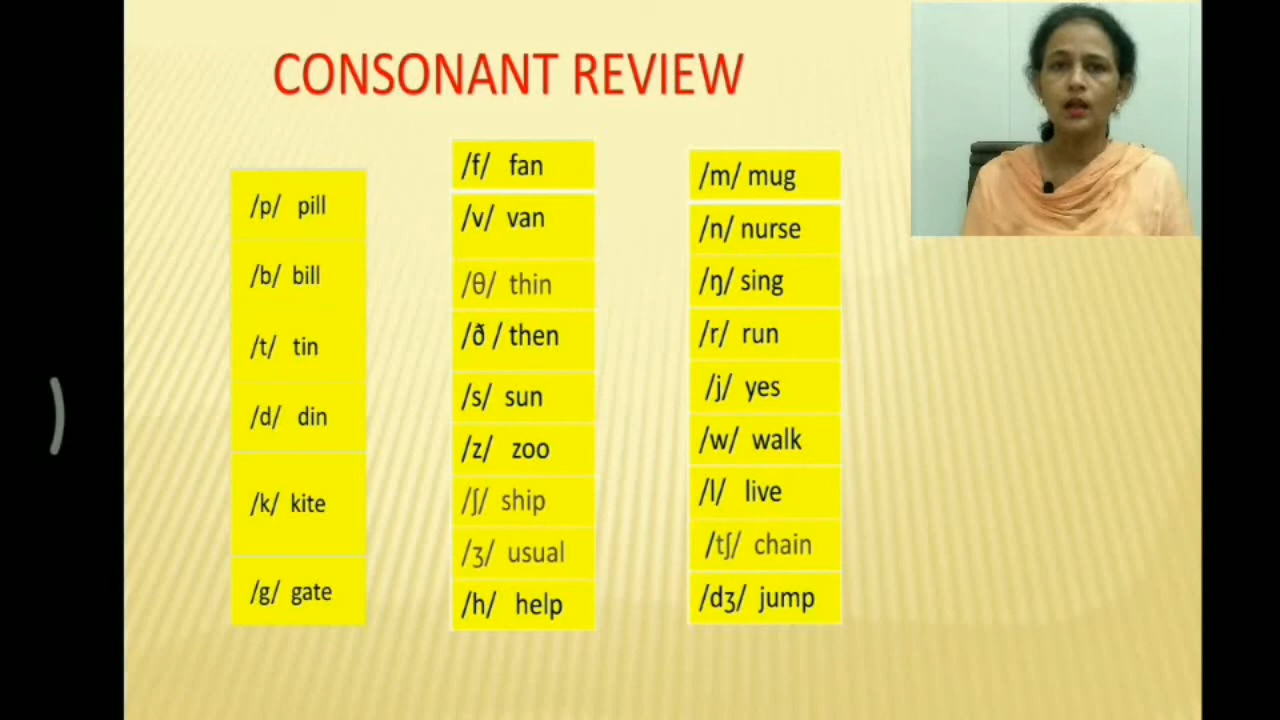 CONSONANT REVIEW
/p/ pill
/b/ bill
/t/ tin
/d/ din
/k/ kite
/g/ gate
/f/ fan
/v/ van
/θ/ thin
/ð / then
/s/ sun
/z/ zoo
/ʃ/ ship
/ʒ/ usual
/h/ help
/m/ mug
/n/ nurse
/ŋ/ sing
/r/ run
/j/ yes
/w/ walk
/l/ live
/tʃ/ chain
/dʒ/ jump